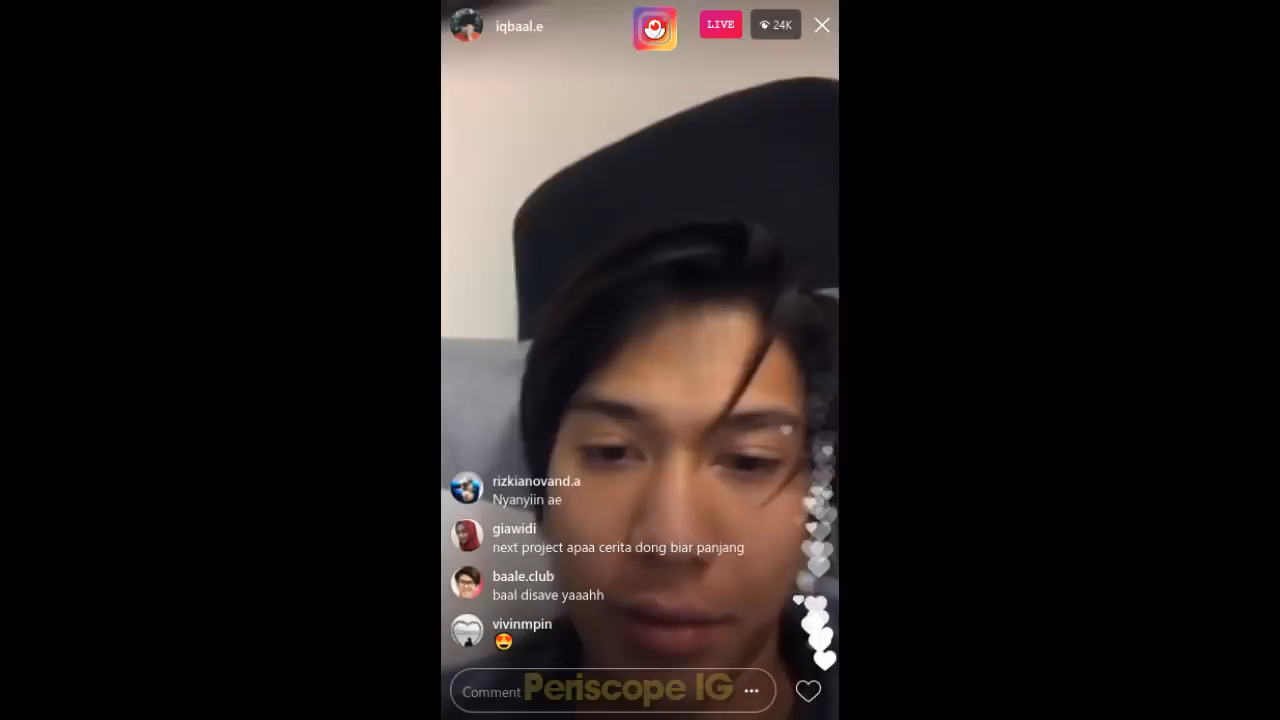 iqbaal.e
LIVE
24K
rizkianovand.a
Nyanyiin ae
giawidi
next project apaa cerita dong biar panjang
baale.club
baal disave yaaahh
vivinmpin
😍
Comment
Periscope IG